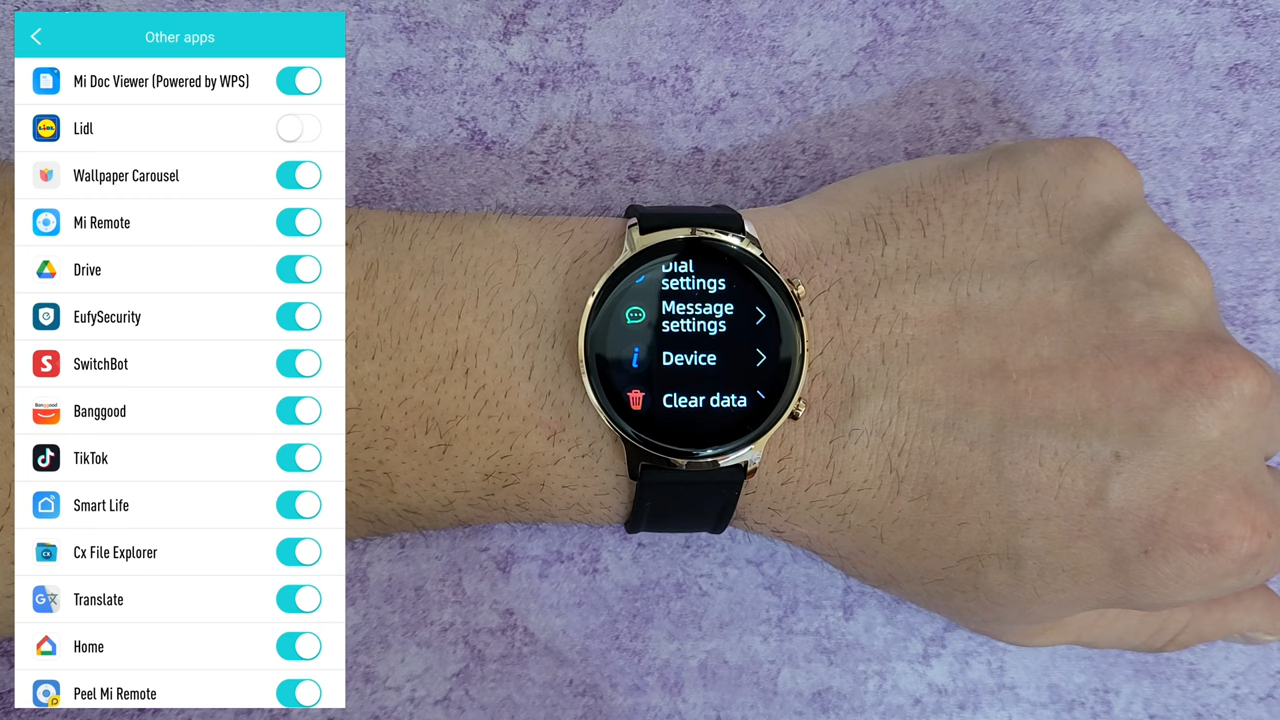 Other apps
Mi Doc Viewer (Powered by WPS)
Lidl
Wallpaper Carousel
Mi Remote
Drive
EufySecurity
SwitchBot
Banggood
TikTok
Smart Life
Cx File Explorer
Translate
Home
Peel Mi Remote
Dial
settings
Message
settings
Device
Clear data